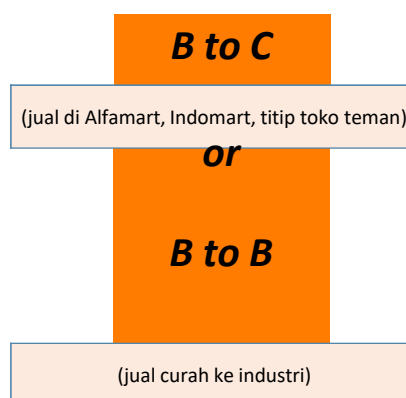 B to C
(jual di Alfamart, Indomart, titip toko teman)
or
B to B
(jual curah ke industri)